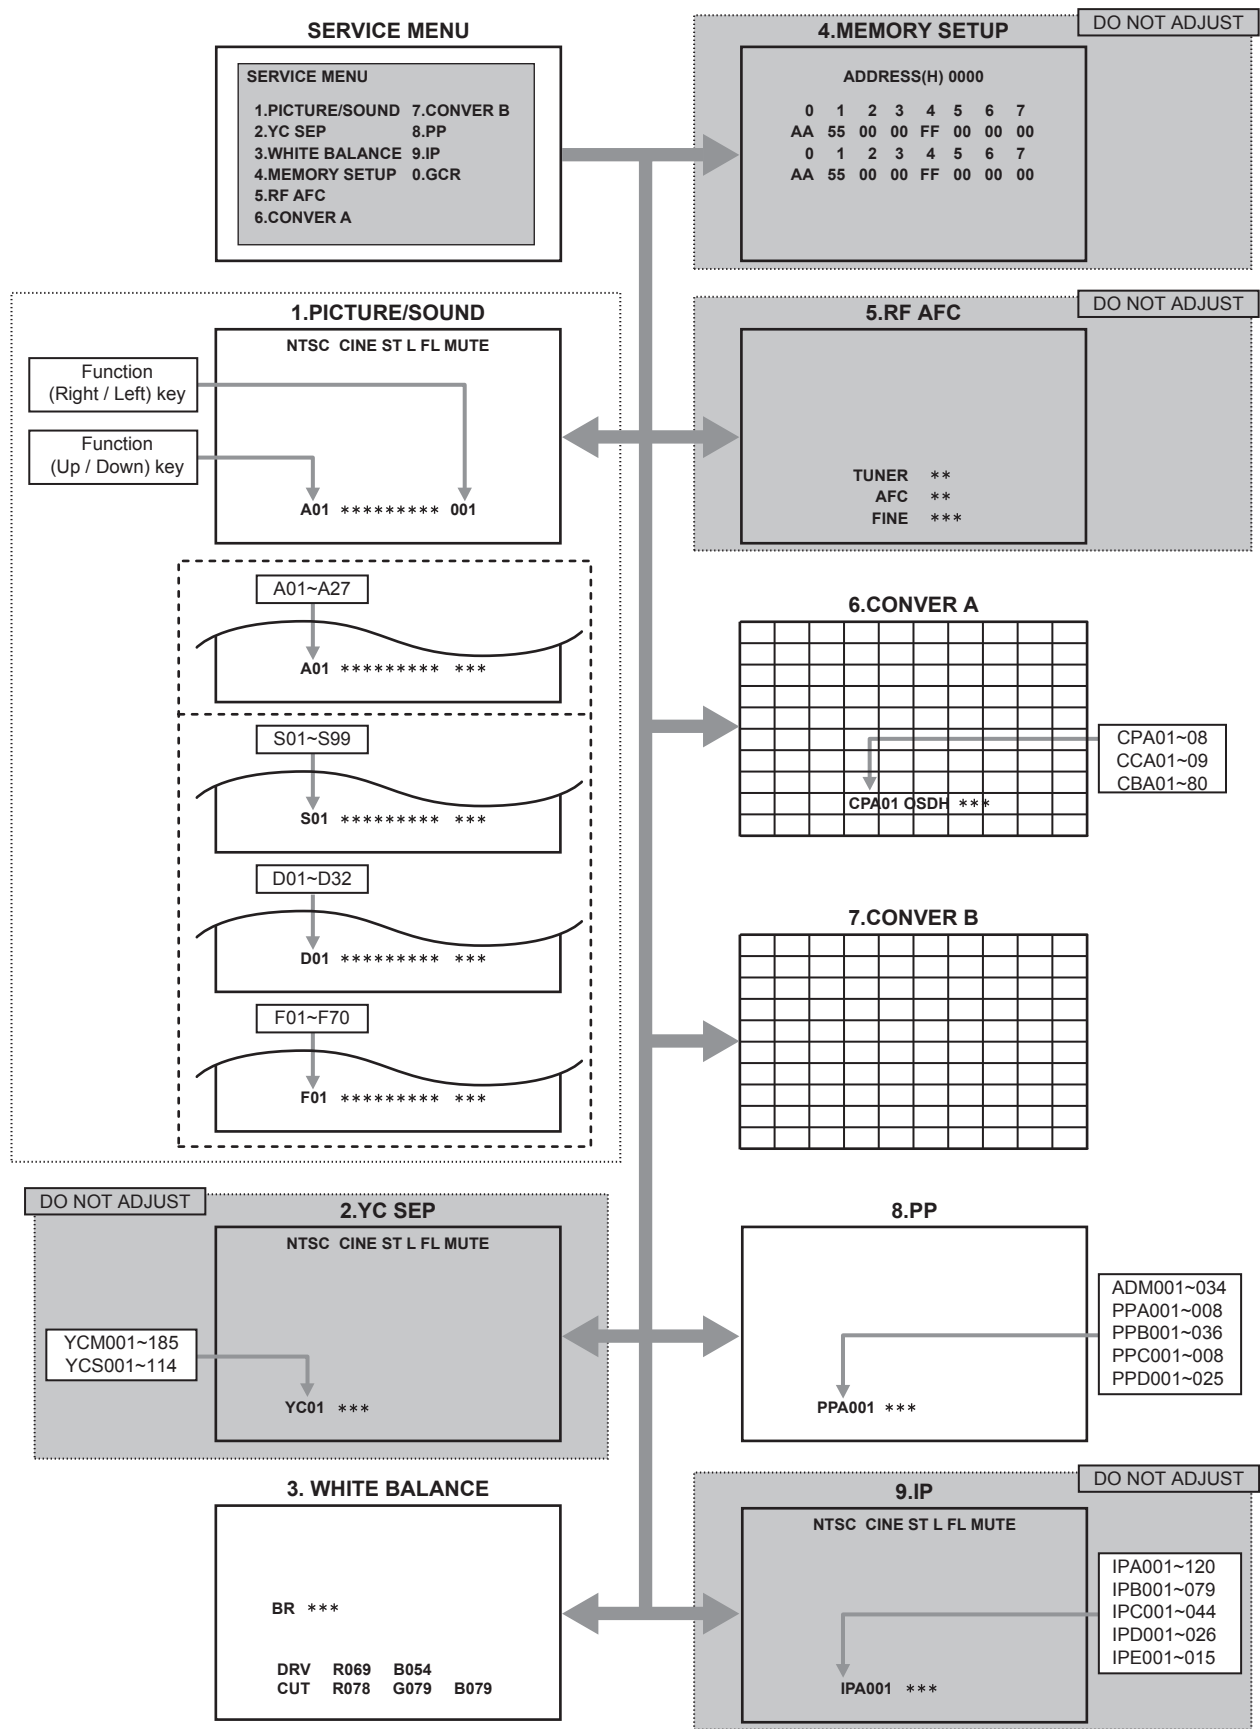 SERVICE MENU
SERVICE MENU
1.PICTURE/SOUND 7.CONVER B
2.YC SEP 8.PP
3.WHITE BALANCE 9.IP
4.MEMORY SETUP 0.GCR
5.RF AFC
6.CONVER A
DO NOT ADJUST
4.MEMORY SETUP
ADDRESS(H) 0000
0 1 2 3 4 5 6 7
AA 55 00 00 FF 00 00 00
0 1 2 3 4 5 6 7
AA 55 00 00 FF 00 00 00
1.PICTURE/SOUND
NTSC CINE ST L FL MUTE
Function
(Right / Left) key
Function
(Up / Down) key
A01 ********* 001
A01~A27
A01 ********* ***
S01~S99
S01 ********* ***
D01~D32
D01 ********* ***
F01~F70
F01 ********* ***
DO NOT ADJUST
5.RF AFC
TUNER **
AFC **
FINE ***
6.CONVER A
CPA01 OSDH ***
CPA01~08
CCA01~09
CBA01~80
7.CONVER B
DO NOT ADJUST
2.YC SEP
NTSC CINE ST L FL MUTE
YCM001~185
YCS001~114
YC01 ***
8.PP
ADM001~034
PPA001~008
PPB001~036
PPC001~008
PPD001~025
PPA001 ***
3. WHITE BALANCE
BR ***
DRV R069 B054
CUT R078 G079 B079
DO NOT ADJUST
9.IP
NTSC CINE ST L FL MUTE
IPA001~120
IPB001~079
IPC001~044
IPD001~026
IPE001~015
IPA001 ***